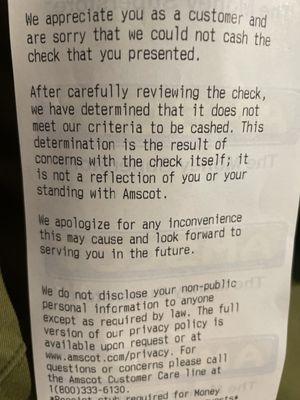 We appreciate you as a customer and
are sorry that we could not cash the
check that you presented.
After carefully reviewing the check,
we have determined that it does not
meet our criteria to be cashed. This
determination is the result of
concerns with the check itself; it
is not a reflection of you or your
standing with Amscot.
We apologize for any inconvenience
this may cause and look forward to
serving you in the future.
We do not disclose your non-public
personal information to anyone
except as required by law. The full
version of our privacy policy is
available upon request or at
www.amscot.com/privacy. For
questions or concerns please call
the Amscot Customer Care line at
1(800)333-6130.
stub required for Money